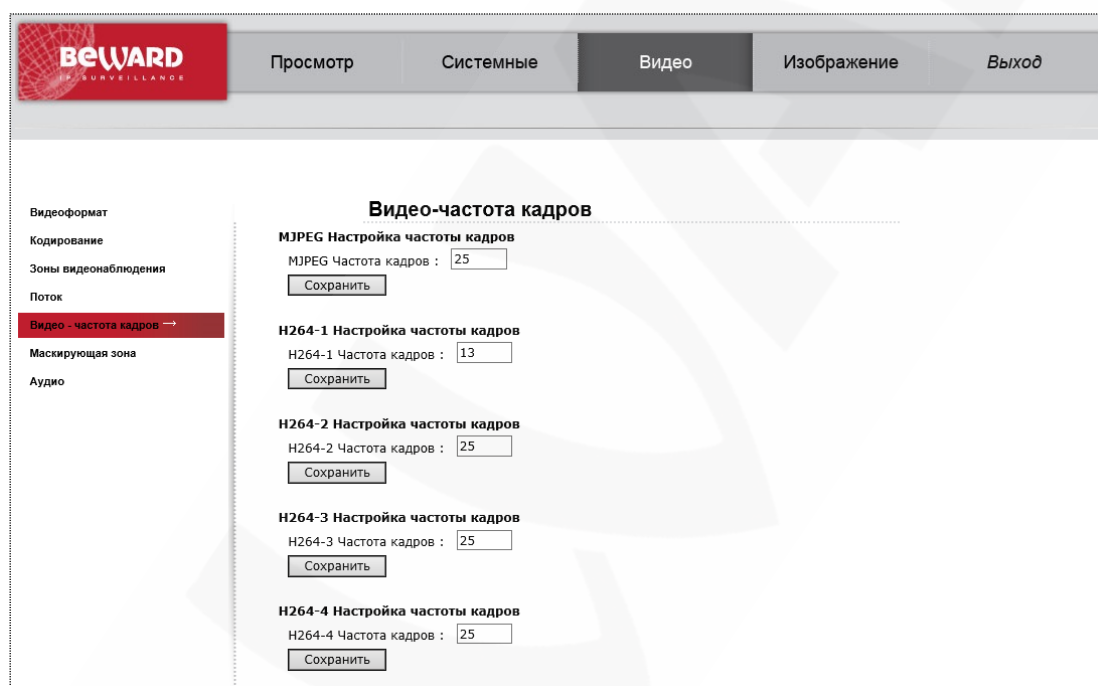 BEWARD
IP SURVEILLANCE
Просмотр
Системные
Видео
Изображение
Выход
Видеоформат
Кодирование
Зоны видеонаблюдения
Поток
Видео - частота кадров →
Маскирующая зона
Аудио
Видео-частота кадров
MJPEG Настройка частоты кадров
MJPEG Частота кадров : 25
Сохранить
H264-1 Настройка частоты кадров
H264-1 Частота кадров : 13
Сохранить
H264-2 Настройка частоты кадров
H264-2 Частота кадров : 25
Сохранить
H264-3 Настройка частоты кадров
H264-3 Частота кадров : 25
Сохранить
H264-4 Настройка частоты кадров
H264-4 Частота кадров : 25
Сохранить